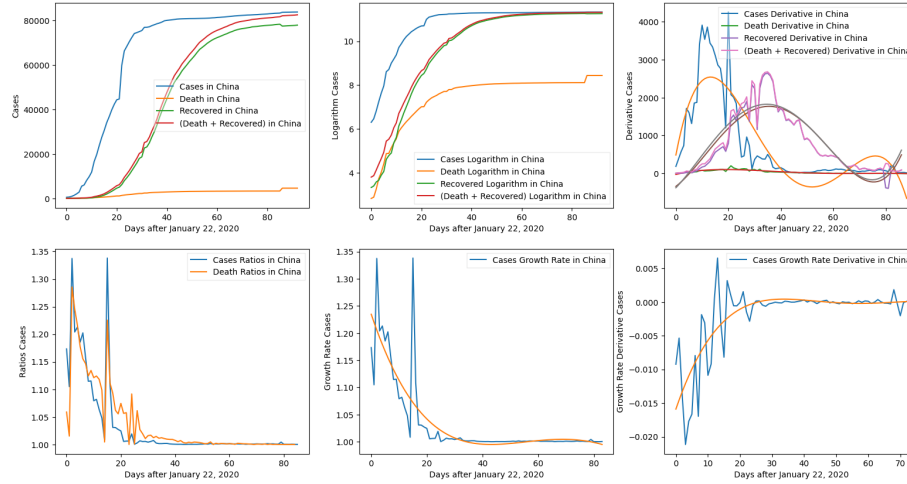 80000
60000
40000
20000
0
Cases
Cases in China
Death in China
Recovered in China
(Death + Recovered) in China
0
20
40
60
80
Days after January 22, 2020
10
8
6
4
Logarithm Cases
Cases Logarithm in China
Death Logarithm in China
Recovered Logarithm in China
(Death + Recovered) Logarithm in China
0
20
40
60
80
Days after January 22, 2020
4000
3000
2000
1000
0
Derivative Cases
Cases Derivative in China
Death Derivative in China
Recovered Derivative in China
(Death + Recovered) Derivative in China
0
20
40
60
80
Days after January 22, 2020
1.35
1.30
1.25
1.20
1.15
1.10
1.05
1.00
Ratios Cases
Cases Ratios in China
Death Ratios in China
0
20
40
60
80
Days after January 22, 2020
1.35
1.30
1.25
1.20
1.15
1.10
1.05
1.00
Growth Rate Cases
Cases Growth Rate in China
0
20
40
60
80
Days after January 22, 2020
0.005
0.000
−0.005
−0.010
−0.015
−0.020
Growth Rate Derivative Cases
Cases Growth Rate Derivative in China
0
10
20
30
40
50
60
70
Days after January 22, 2020